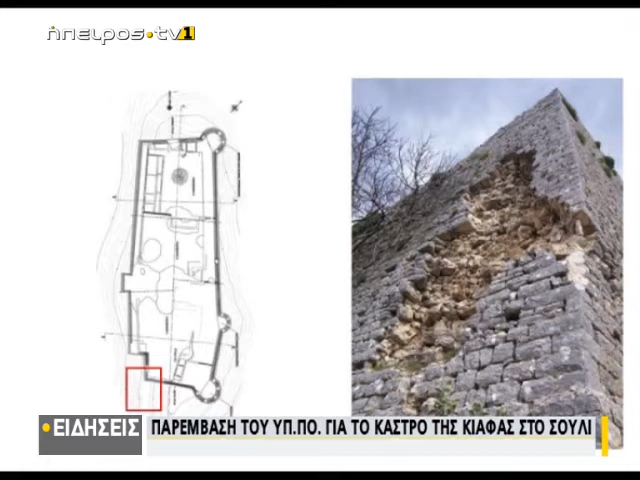 ήπειρος·TV1
·ΕΙΔΗΣΕΙΣ
ΠΑΡΕΜΒΑΣΗ ΤΟΥ ΥΠ.ΠΟ. ΓΙΑ ΤΟ ΚΑΣΤΡΟ ΤΗΣ ΚΙΑΦΑΣ ΣΤΟ ΣΟΥΛΙ